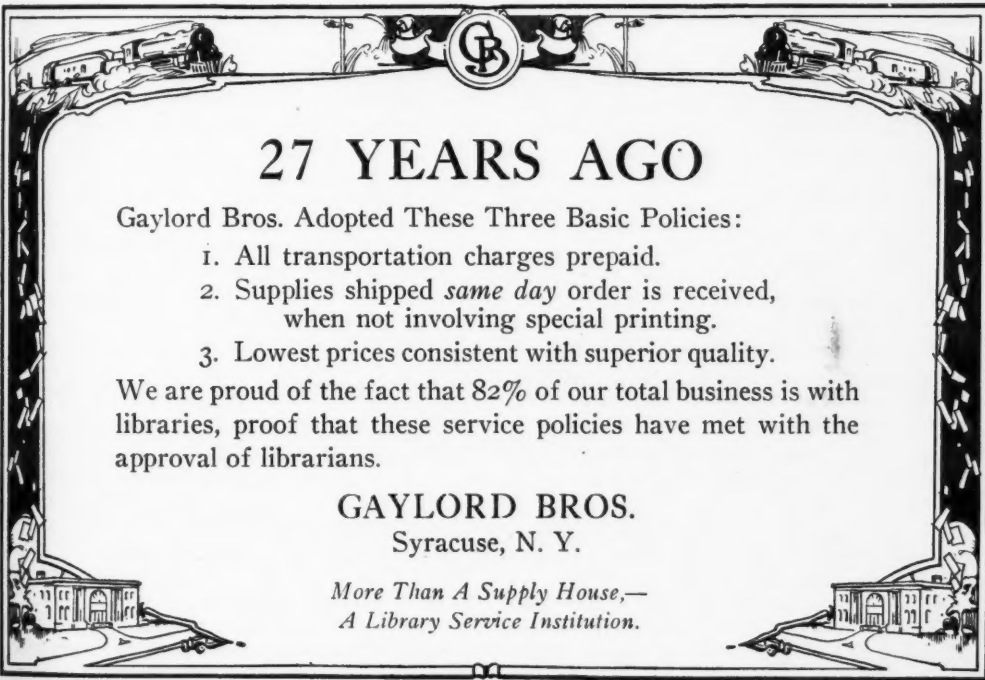 GB
27 YEARS AGO
Gaylord Bros. Adopted These Three Basic Policies:
1. All transportation charges prepaid.
2. Supplies shipped same day order is received,
when not involving special printing.
3. Lowest prices consistent with superior quality.
We are proud of the fact that 82% of our total business is with
libraries, proof that these service policies have met with the
approval of librarians.
GAYLORD BROS.
Syracuse, N. Y.
More Than A Supply House,—
A Library Service Institution.